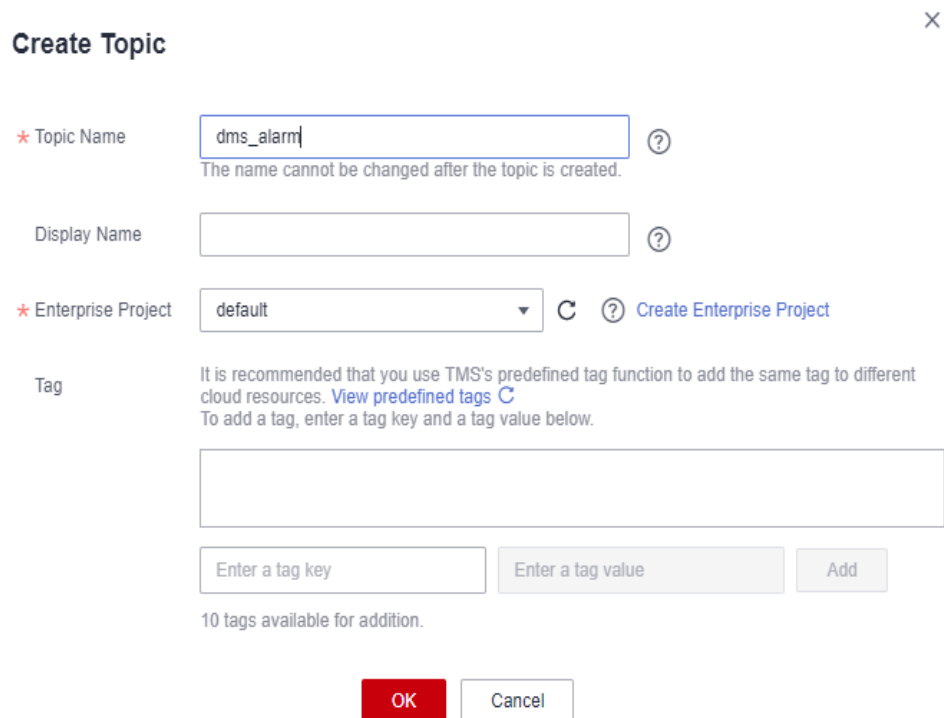 Create Topic
* Topic Name
dms_alarm
The name cannot be changed after the topic is created.
Display Name
* Enterprise Project
default
Create Enterprise Project
Tag
It is recommended that you use TMS's predefined tag function to add the same tag to different
cloud resources. View predefined tags
To add a tag, enter a tag key and a tag value below.
Enter a tag key
Enter a tag value
Add
10 tags available for addition.
OK
Cancel